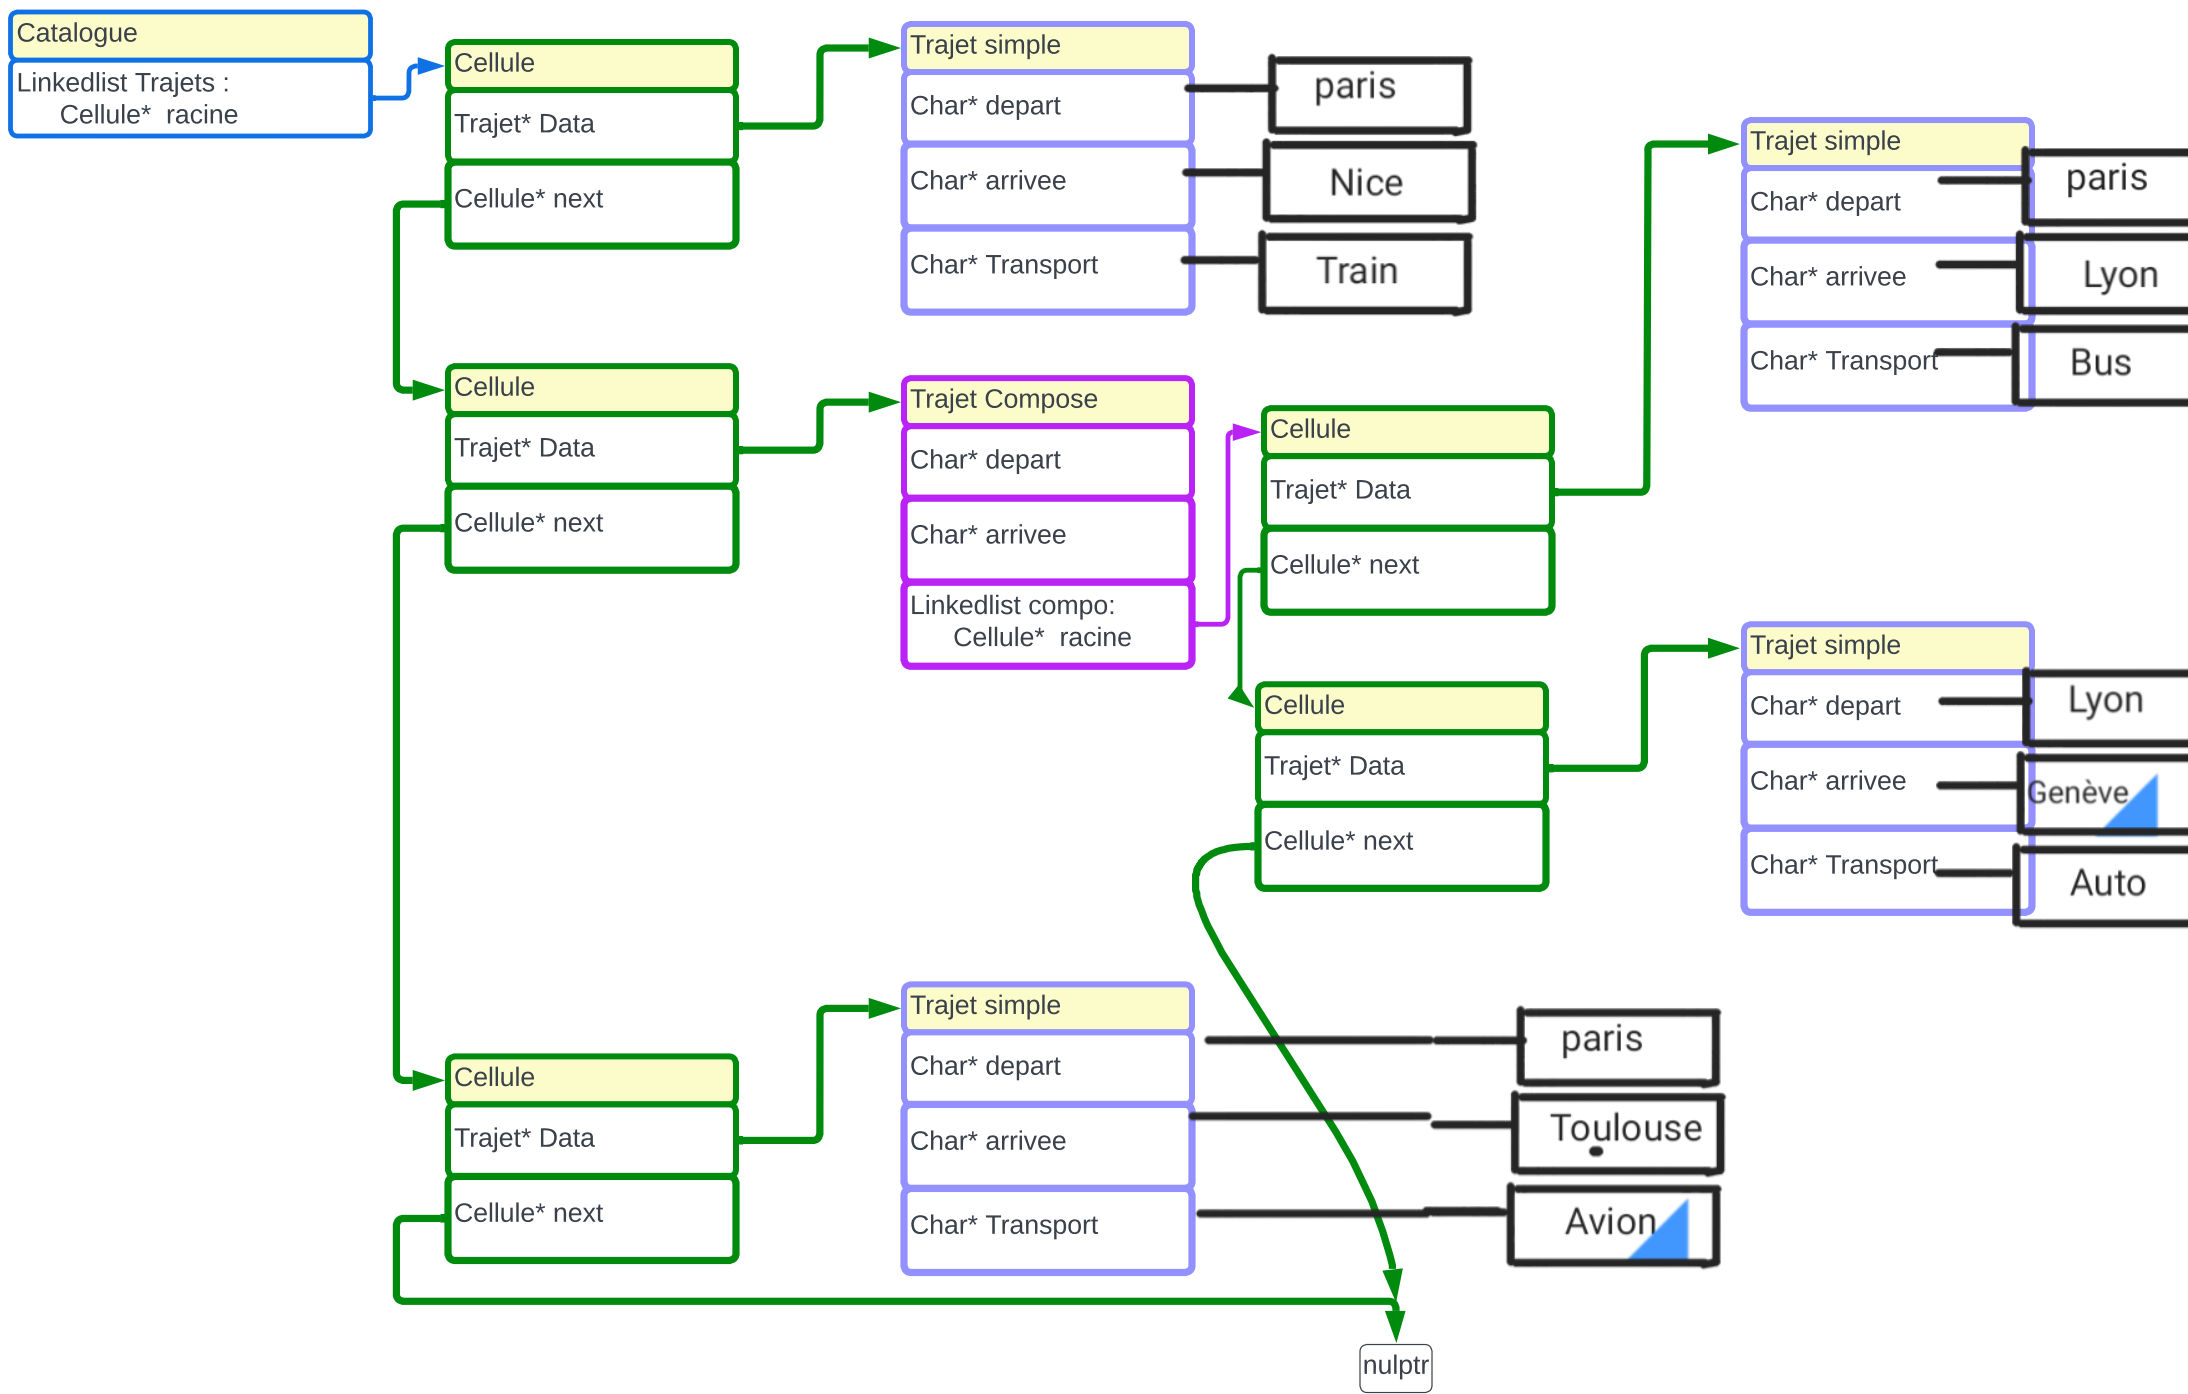 Catalogue
Linkedlist Trajets :
Cellule* racine
Cellule
Trajet* Data
Cellule* next
Trajet simple
Char* depart
Char* arrivee
Char* Transport
paris
Nice
Train
Trajet simple
Char* depart
Char* arrivee
Char* Transport
paris
Lyon
Bus
Cellule
Trajet* Data
Cellule* next
Trajet Compose
Char* depart
Char* arrivee
Linkedlist compo:
Cellule* racine
Cellule
Trajet* Data
Cellule* next
Cellule
Trajet* Data
Cellule* next
Trajet simple
Char* depart
Char* arrivee
Char* Transport
Lyon
Genève
Auto
Cellule
Trajet* Data
Cellule* next
Trajet simple
Char* depart
Char* arrivee
Char* Transport
paris
Toulouse
Avion
nulptr